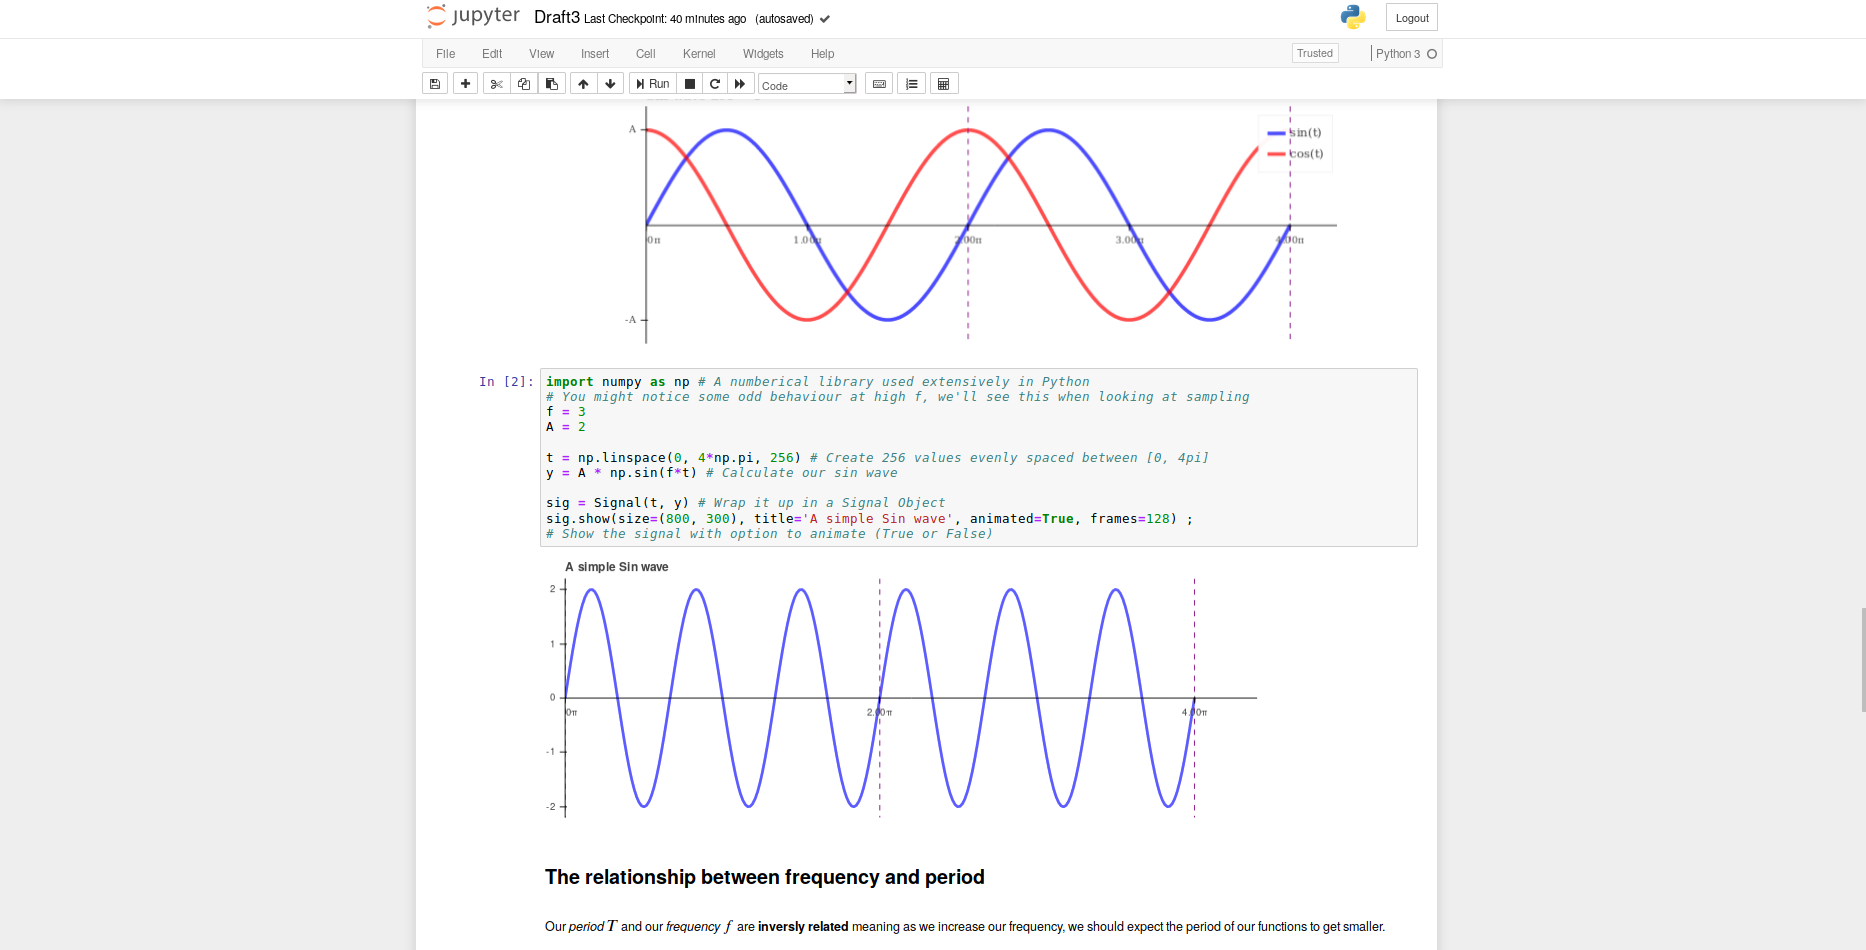 jupyter Draft3 Last Checkpoint: 40 minutes ago (autosaved) Logout
File Edit View Insert Cell Kernel Widgets Help Trusted Python 3
Run Code
A
sin(t)
cos(t)
0π 1.00π 2.00π 3.00π 4.00π
-A
In [2]:
import numpy as np # A numberical library used extensively in Python
# You might notice some odd behaviour at high f, we'll see this when looking at sampling
f = 3
A = 2
t = np.linspace(0, 4*np.pi, 256) # Create 256 values evenly spaced between [0, 4pi]
y = A * np.sin(f*t) # Calculate our sin wave
sig = Signal(t, y) # Wrap it up in a Signal Object
sig.show(size=(800, 300), title='A simple Sin wave', animated=True, frames=128) ;
# Show the signal with option to animate (True or False)
A simple Sin wave
2
1
0
0π 2.00π 4.00π
-1
-2
The relationship between frequency and period
Our period T and our frequency f are inversly related meaning as we increase our frequency, we should expect the period of our functions to get smaller.